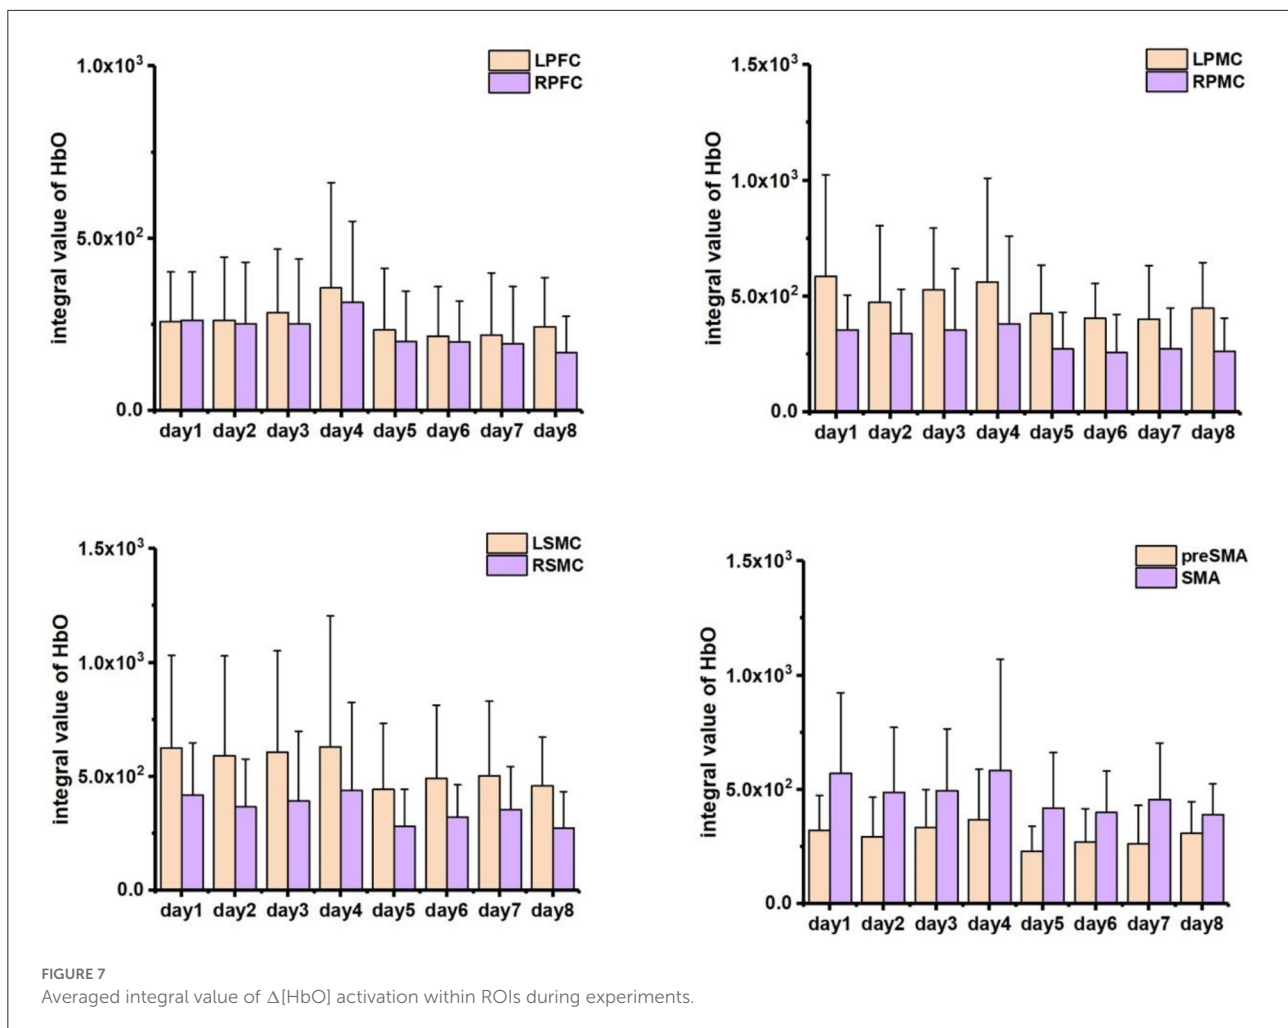 LPFC
RPFC
1.0x10³
5.0x10²
0.0
integral value of HbO
day1 day2 day3 day4 day5 day6 day7 day8
LPMC
RPMC
1.5x10³
1.0x10³
5.0x10²
0.0
integral value of HbO
day1 day2 day3 day4 day5 day6 day7 day8
LSMC
RSMC
1.5x10³
1.0x10³
5.0x10²
0.0
integral value of HbO
day1 day2 day3 day4 day5 day6 day7 day8
preSMA
SMA
1.5x10³
1.0x10³
5.0x10²
0.0
integral value of HbO
day1 day2 day3 day4 day5 day6 day7 day8
FIGURE 7
Averaged integral value of Δ[HbO] activation within ROIs during experiments.